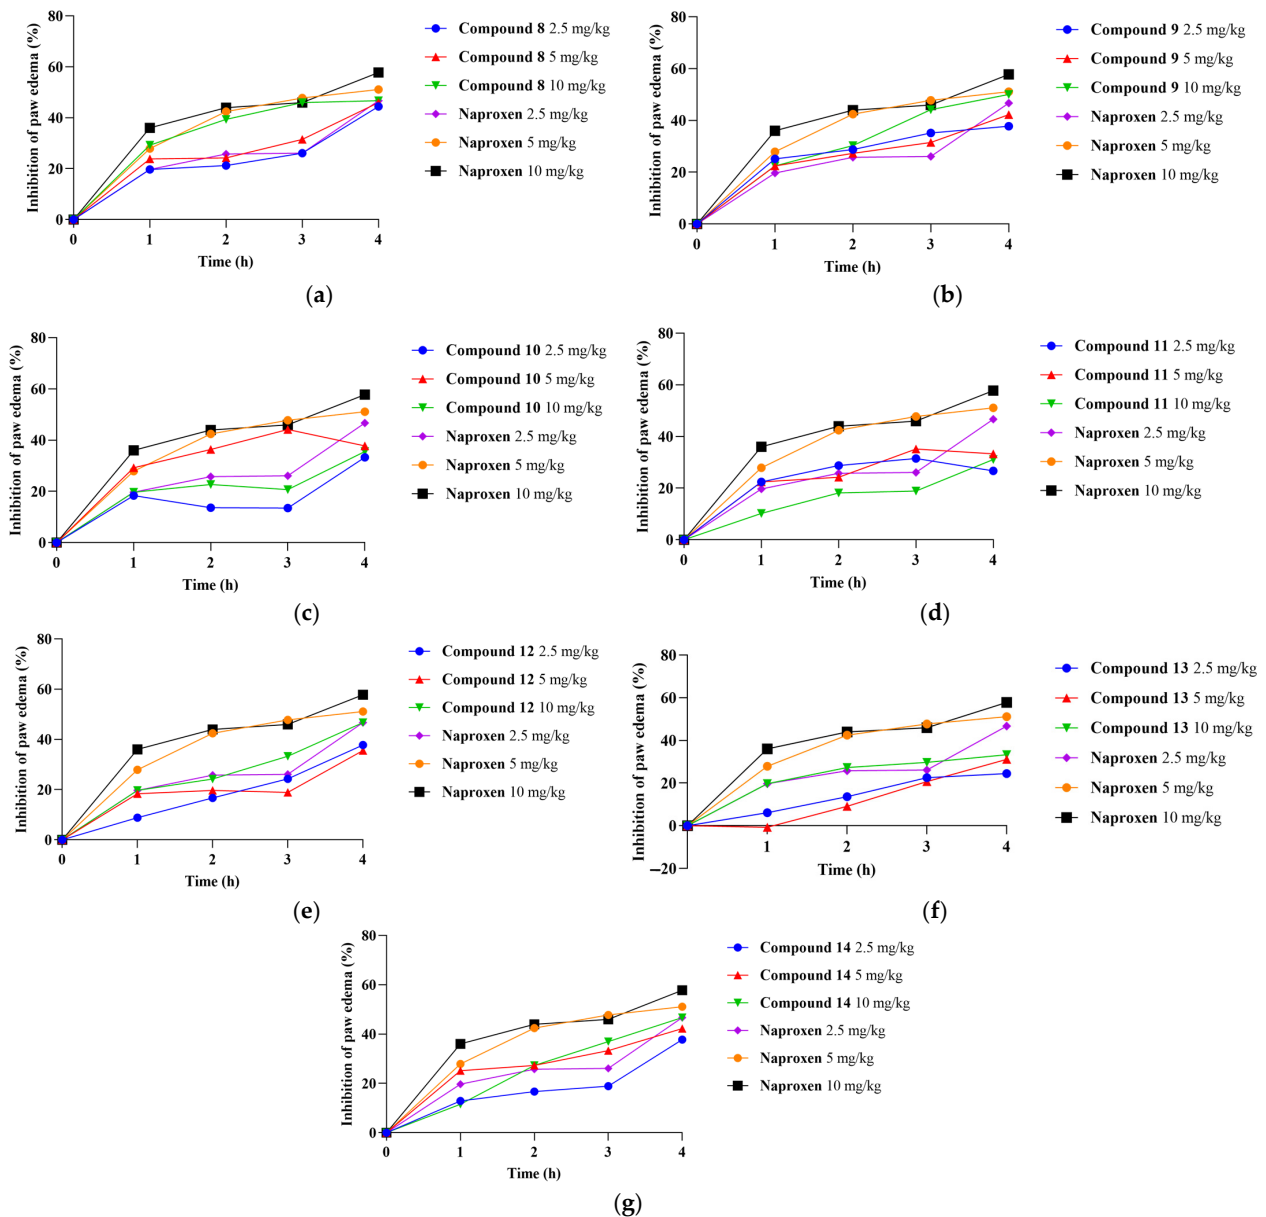 Inhibition of paw edema (%)
80
60
40
20
0
0 1 2 3 4
Time (h)
Compound 8 2.5 mg/kg
Compound 8 5 mg/kg
Compound 8 10 mg/kg
Naproxen 2.5 mg/kg
Naproxen 5 mg/kg
Naproxen 10 mg/kg
(a)
Inhibition of paw edema (%)
80
60
40
20
0
0 1 2 3 4
Time (h)
Compound 9 2.5 mg/kg
Compound 9 5 mg/kg
Compound 9 10 mg/kg
Naproxen 2.5 mg/kg
Naproxen 5 mg/kg
Naproxen 10 mg/kg
(b)
Inhibition of paw edema (%)
80
60
40
20
0
0 1 2 3 4
Time (h)
Compound 10 2.5 mg/kg
Compound 10 5 mg/kg
Compound 10 10 mg/kg
Naproxen 2.5 mg/kg
Naproxen 5 mg/kg
Naproxen 10 mg/kg
(c)
Inhibition of paw edema (%)
80
60
40
20
0
0 1 2 3 4
Time (h)
Compound 11 2.5 mg/kg
Compound 11 5 mg/kg
Compound 11 10 mg/kg
Naproxen 2.5 mg/kg
Naproxen 5 mg/kg
Naproxen 10 mg/kg
(d)
Inhibition of paw edema (%)
80
60
40
20
0
0 1 2 3 4
Time (h)
Compound 12 2.5 mg/kg
Compound 12 5 mg/kg
Compound 12 10 mg/kg
Naproxen 2.5 mg/kg
Naproxen 5 mg/kg
Naproxen 10 mg/kg
(e)
Inhibition of paw edema (%)
80
60
40
20
0
−20
1 2 3 4
Time (h)
Compound 13 2.5 mg/kg
Compound 13 5 mg/kg
Compound 13 10 mg/kg
Naproxen 2.5 mg/kg
Naproxen 5 mg/kg
Naproxen 10 mg/kg
(f)
Inhibition of paw edema (%)
80
60
40
20
0
0 1 2 3 4
Time (h)
Compound 14 2.5 mg/kg
Compound 14 5 mg/kg
Compound 14 10 mg/kg
Naproxen 2.5 mg/kg
Naproxen 5 mg/kg
Naproxen 10 mg/kg
(g)